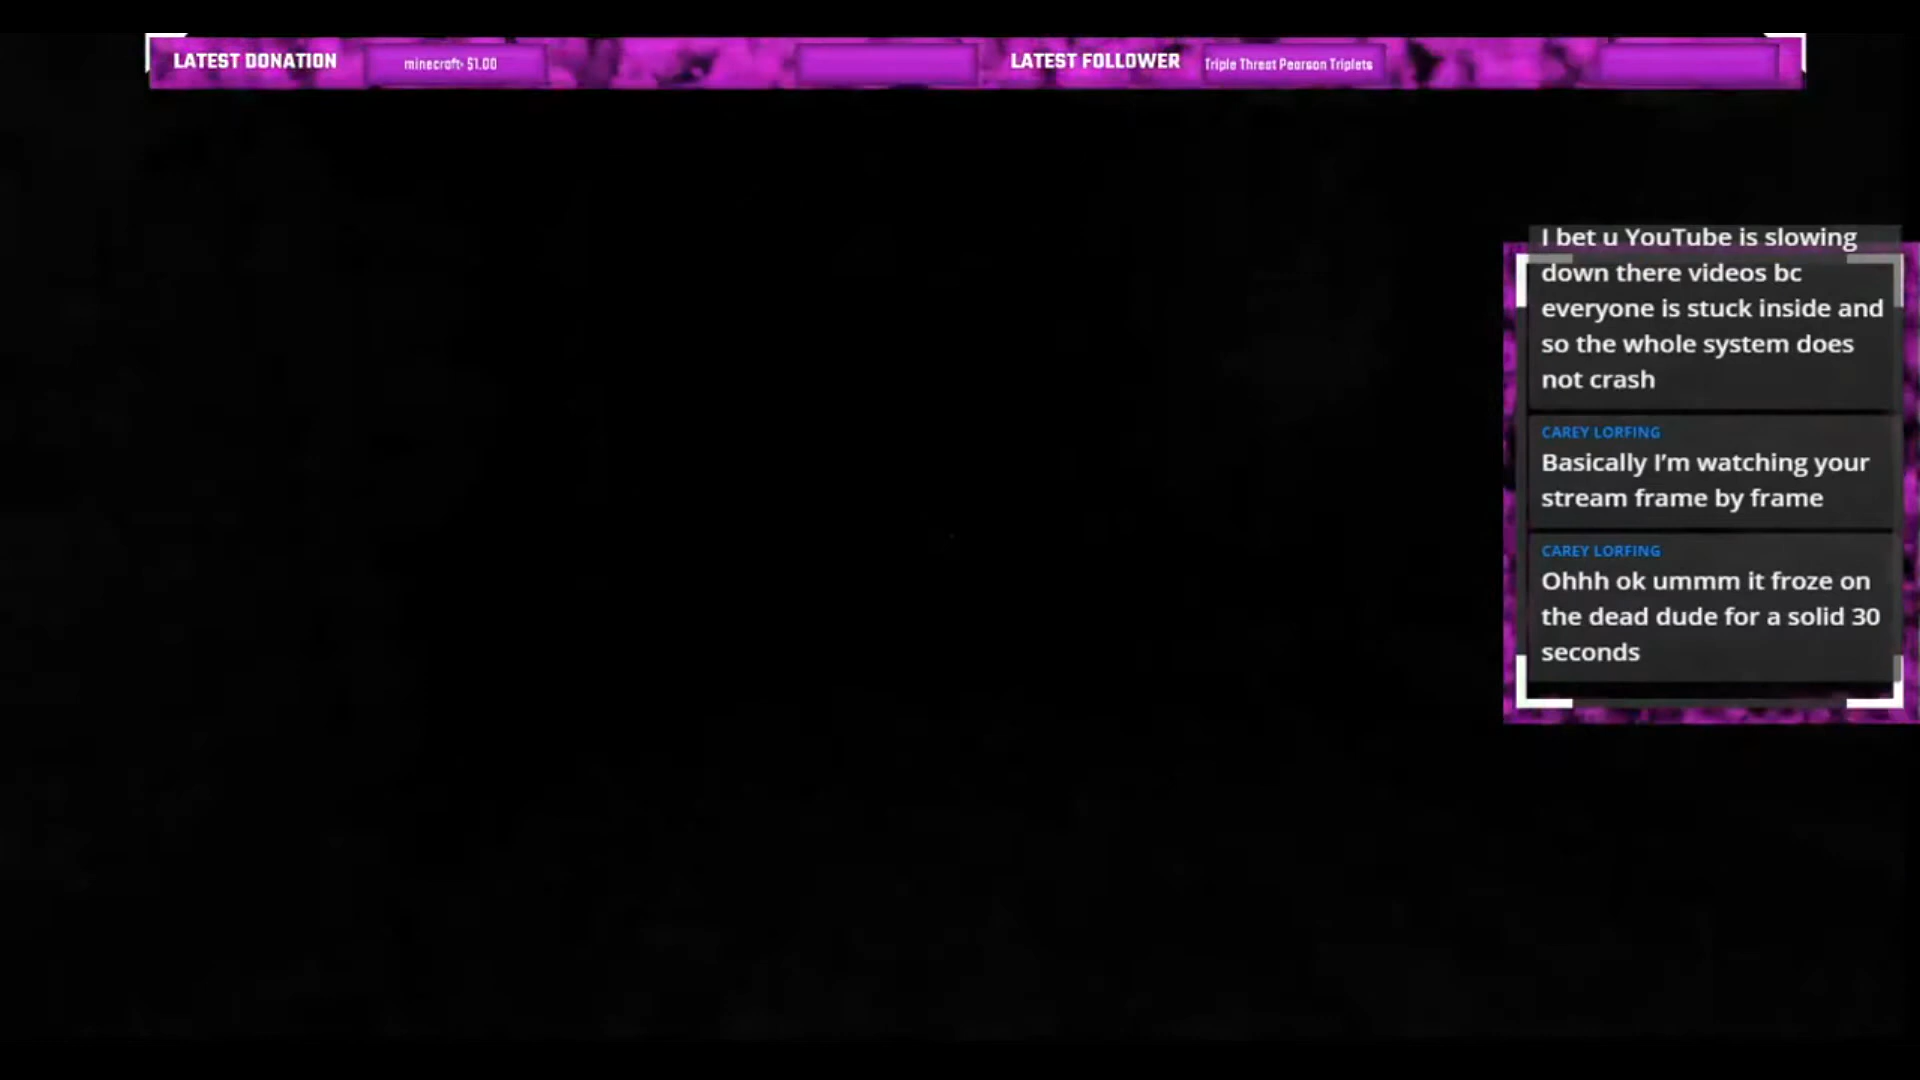 LATEST DONATION minecraft- $1.00 LATEST FOLLOWER Triple Threat Pearson Triplets
I bet u YouTube is slowing
down there videos bc
everyone is stuck inside and
so the whole system does
not crash
CAREY LORFING
Basically I’m watching your
stream frame by frame
CAREY LORFING
Ohhh ok ummm it froze on
the dead dude for a solid 30
seconds